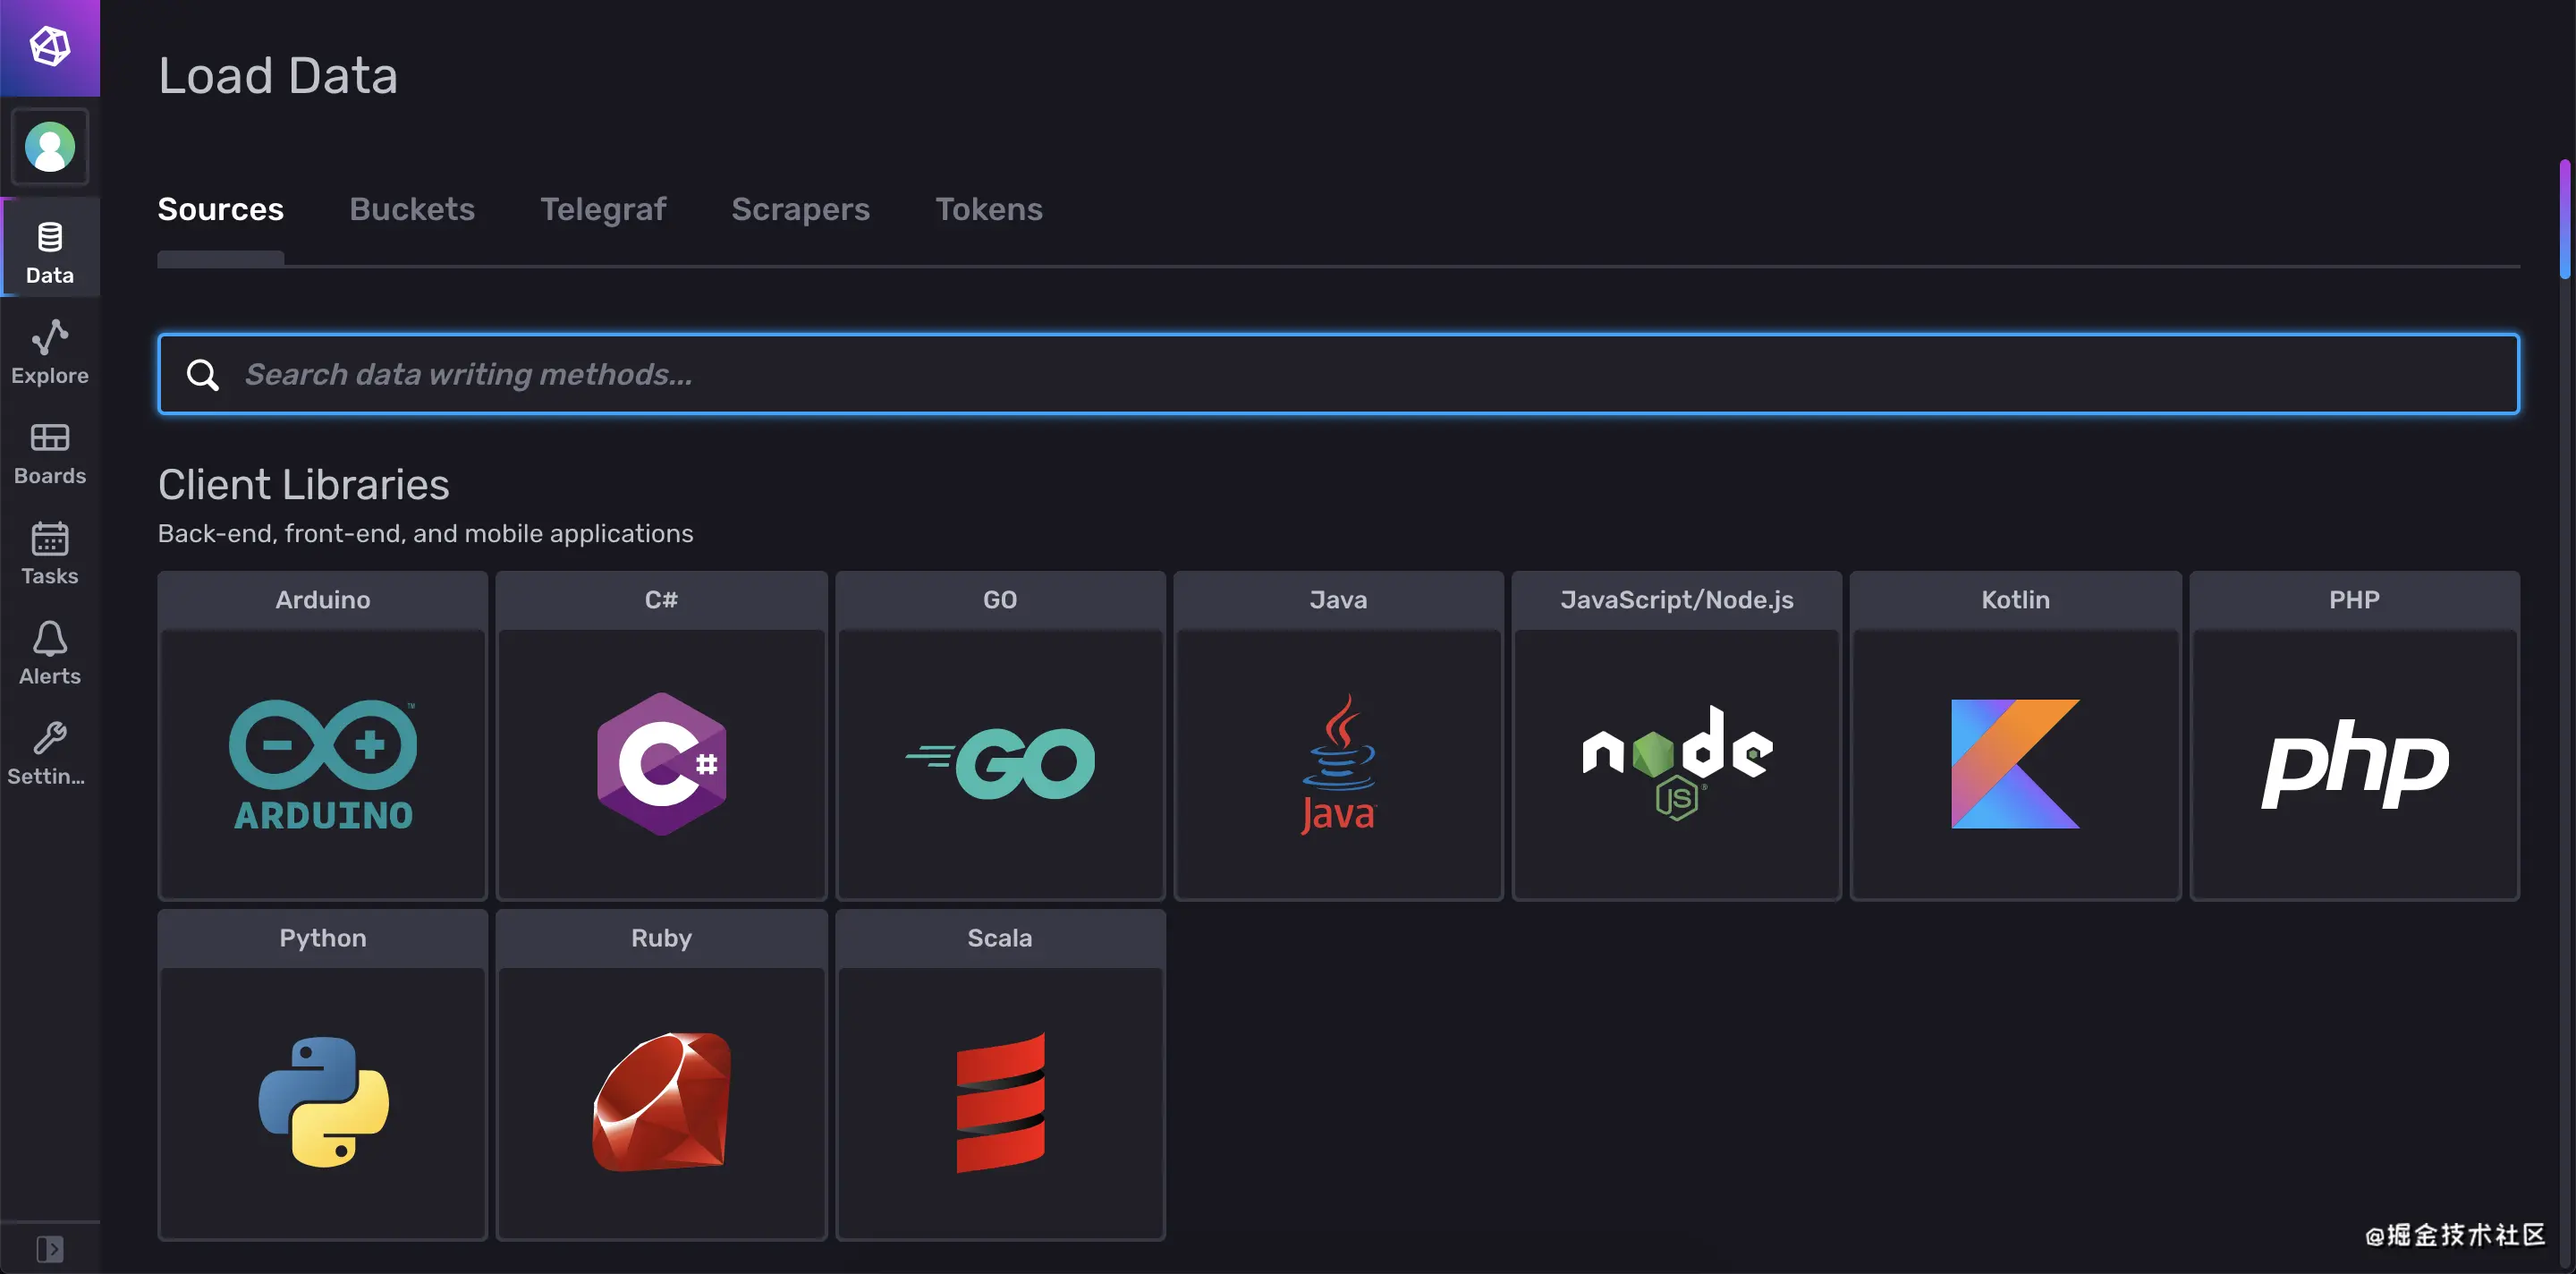 Load Data
Sources Buckets Telegraf Scrapers Tokens
Data
Explore
Boards
Tasks
Alerts
Settin...
Search data writing methods...
Client Libraries
Back-end, front-end, and mobile applications
Arduino C# GO Java JavaScript/Node.js Kotlin PHP
ARDUINO ™
C#
GO
Java
node
JS ®
php
Python Ruby Scala
@掘金技术社区